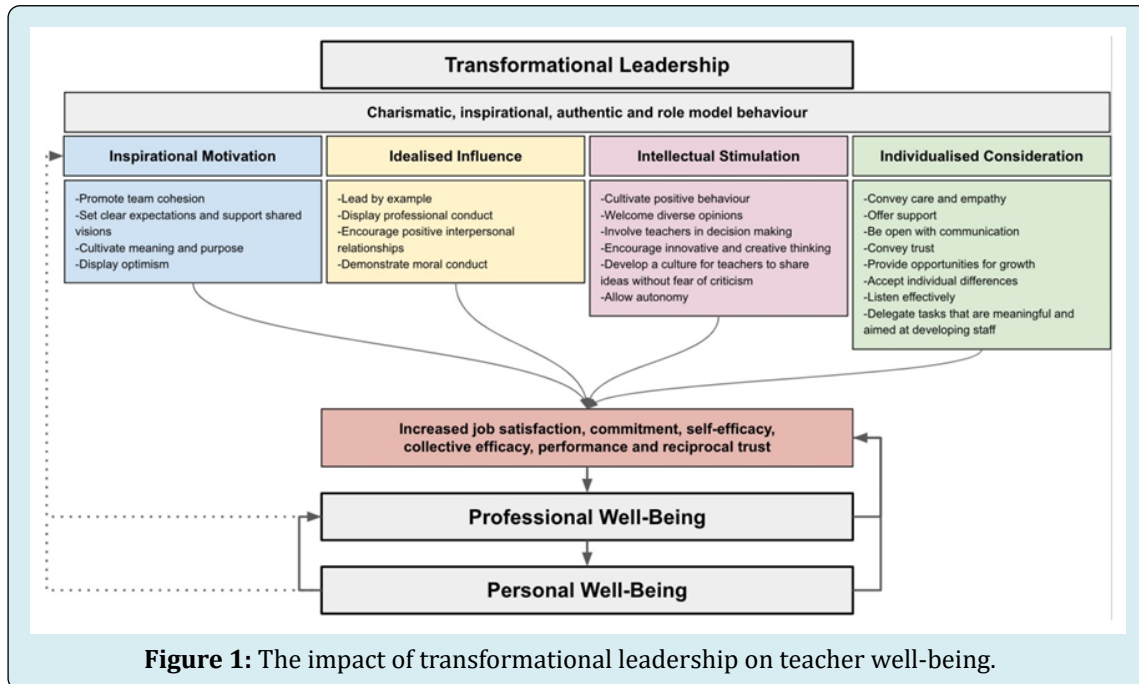 Transformational Leadership
Charismatic, inspirational, authentic and role model behaviour
Inspirational Motivation
-Promote team cohesion
-Set clear expectations and support shared
visions
-Cultivate meaning and purpose
-Display optimism
Idealised Influence
-Lead by example
-Display professional conduct
-Encourage positive interpersonal
relationships
-Demonstrate moral conduct
Intellectual Stimulation
-Cultivate positive behaviour
-Welcome diverse opinions
-Involve teachers in decision making
-Encourage innovative and creative thinking
-Develop a culture for teachers to share
ideas without fear of criticism
-Allow autonomy
Individualised Consideration
-Convey care and empathy
-Offer support
-Be open with communication
-Convey trust
-Provide opportunities for growth
-Accept individual differences
-Listen effectively
-Delegate tasks that are meaningful and
aimed at developing staff
Increased job satisfaction, commitment, self-efficacy,
collective efficacy, performance and reciprocal trust
Professional Well-Being
Personal Well-Being
Figure 1: The impact of transformational leadership on teacher well-being.